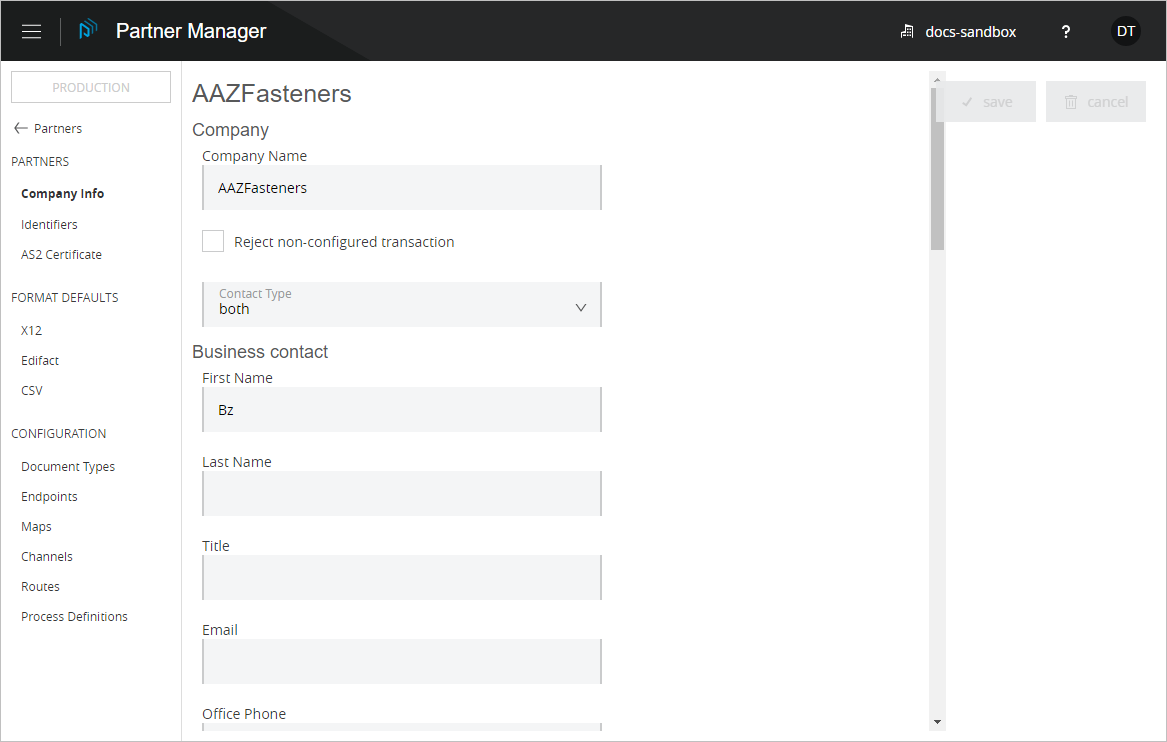 Partner Manager
docs-sandbox
?
DT
PRODUCTION
Partners
PARTNERS
Company Info
Identifiers
AS2 Certificate
FORMAT DEFAULTS
X12
Edifact
CSV
CONFIGURATION
Document Types
Endpoints
Maps
Channels
Routes
Process Definitions
AAZFasteners
save
cancel
Company
Company Name
AAZFasteners
Reject non-configured transaction
Contact Type
both
Business contact
First Name
Bz
Last Name
Title
Email
Office Phone